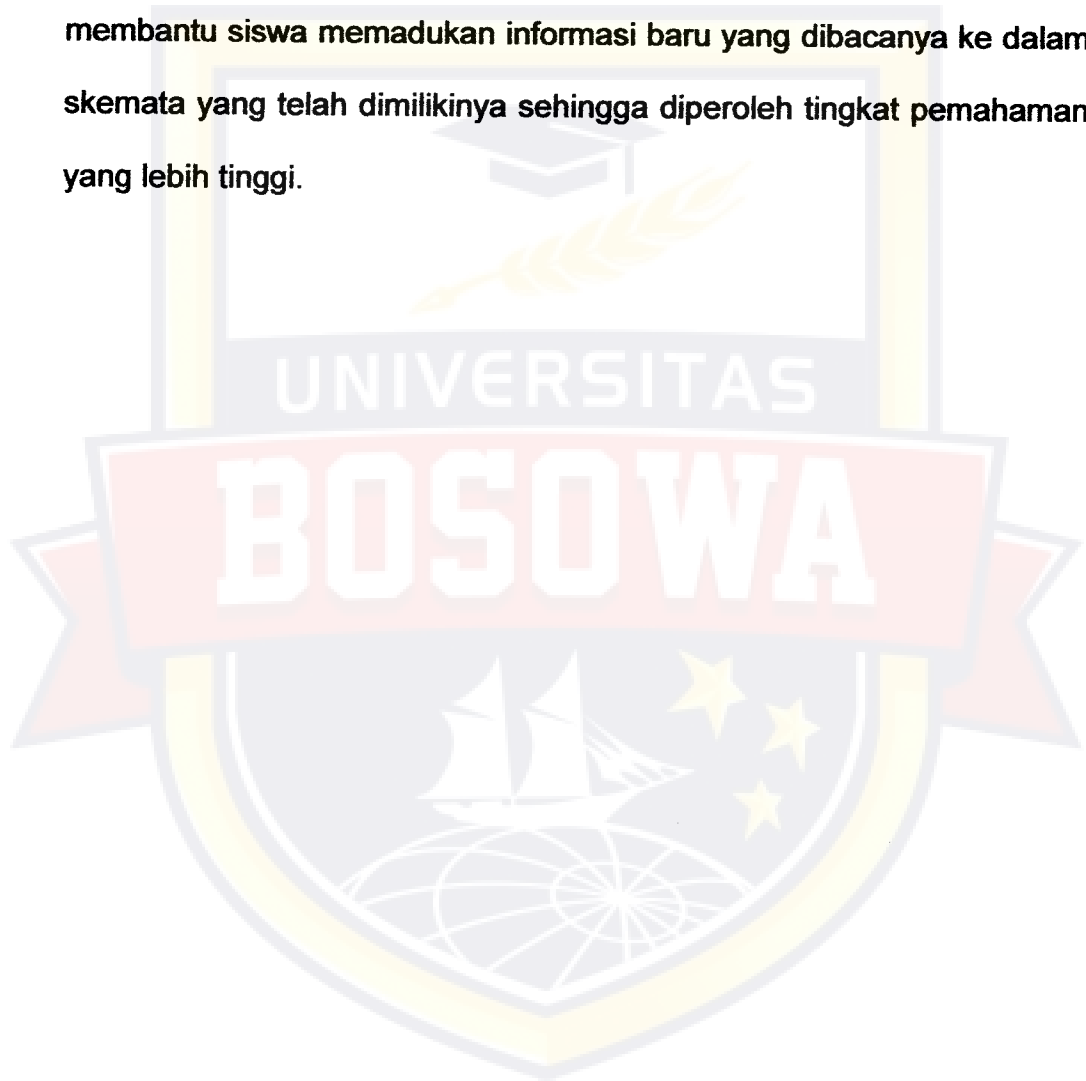 membantu siswa memadukan informasi baru yang dibacanya ke dalam
skemata yang telah dimilikinya sehingga diperoleh tingkat pemahaman
yang lebih tinggi.
UNIVERSITAS
BOSOWA